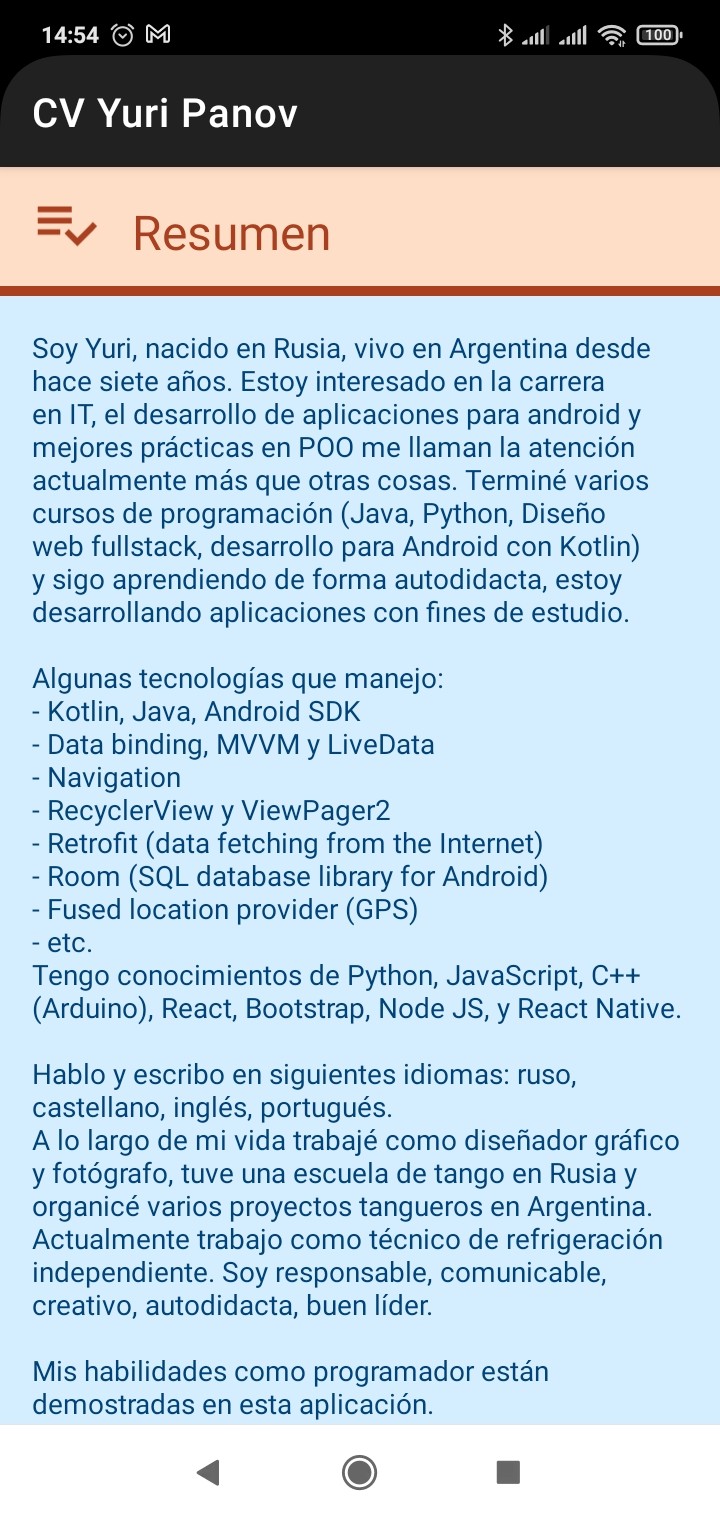 14:54
100
CV Yuri Panov
Resumen
Soy Yuri, nacido en Rusia, vivo en Argentina desde
hace siete años. Estoy interesado en la carrera
en IT, el desarrollo de aplicaciones para android y
mejores prácticas en POO me llaman la atención
actualmente más que otras cosas. Terminé varios
cursos de programación (Java, Python, Diseño
web fullstack, desarrollo para Android con Kotlin)
y sigo aprendiendo de forma autodidacta, estoy
desarrollando aplicaciones con fines de estudio.
Algunas tecnologías que manejo:
- Kotlin, Java, Android SDK
- Data binding, MVVM y LiveData
- Navigation
- RecyclerView y ViewPager2
- Retrofit (data fetching from the Internet)
- Room (SQL database library for Android)
- Fused location provider (GPS)
- etc.
Tengo conocimientos de Python, JavaScript, C++
(Arduino), React, Bootstrap, Node JS, y React Native.
Hablo y escribo en siguientes idiomas: ruso,
castellano, inglés, portugués.
A lo largo de mi vida trabajé como diseñador gráfico
y fotógrafo, tuve una escuela de tango en Rusia y
organicé varios proyectos tangueros en Argentina.
Actualmente trabajo como técnico de refrigeración
independiente. Soy responsable, comunicable,
creativo, autodidacta, buen líder.
Mis habilidades como programador están
demostradas en esta aplicación.